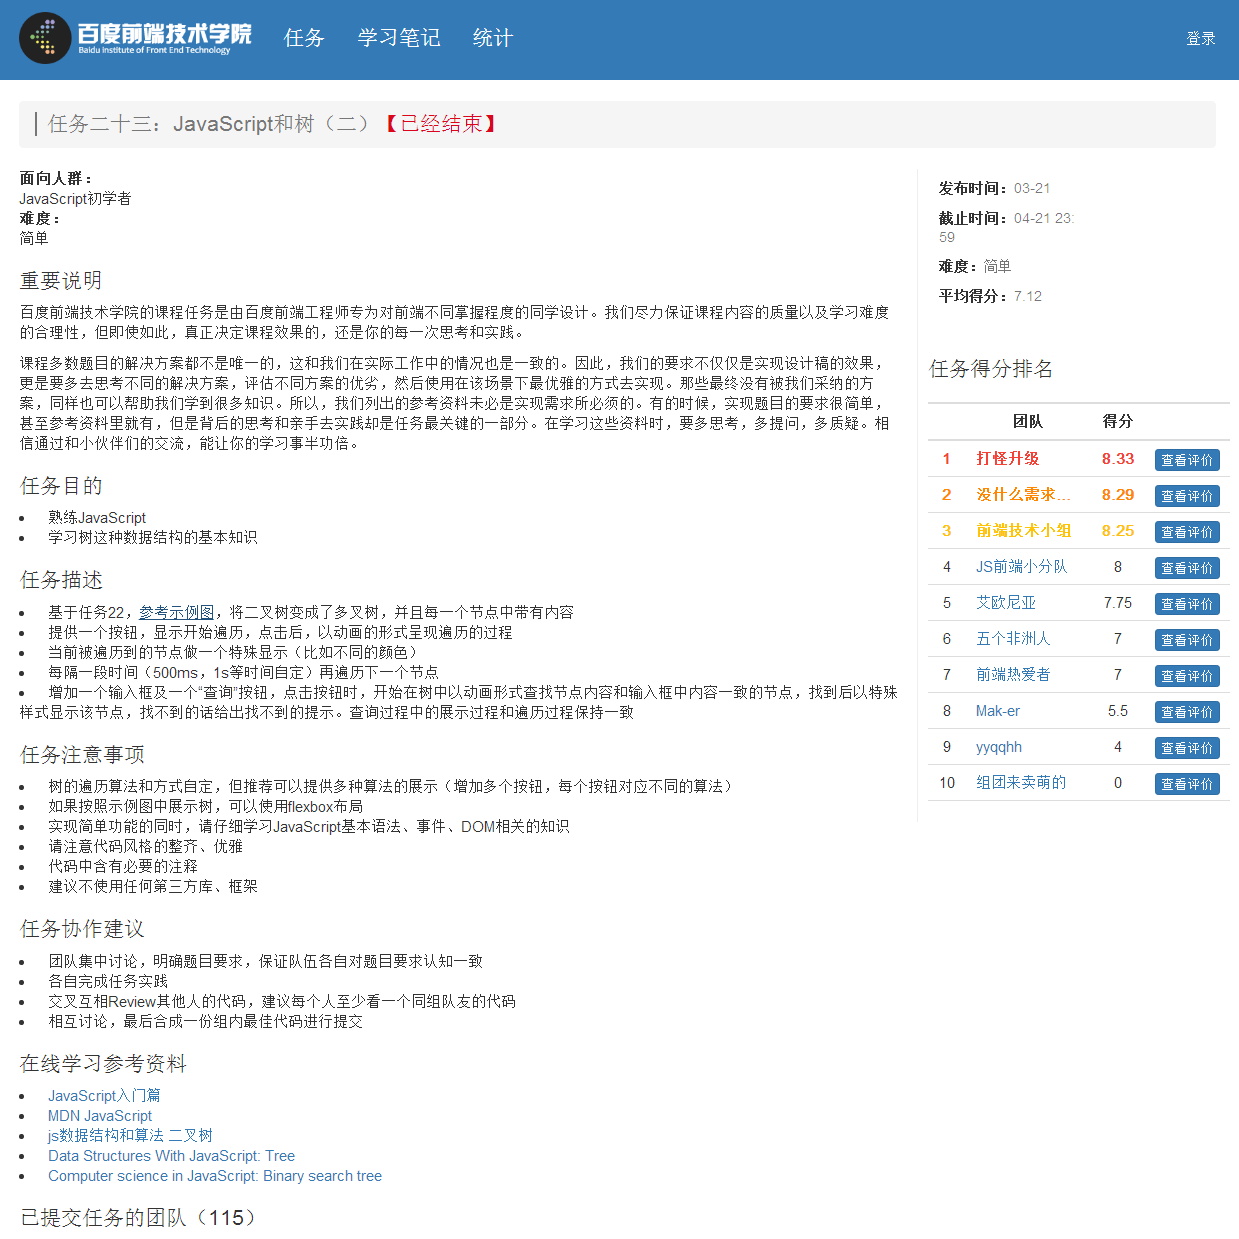 百度前端技术学院
Baidu Institute of Front End Technology
任务 学习笔记 统计
登录
任务二十三：JavaScript和树（二）【已经结束】
面向人群：
JavaScript初学者
难度：
简单
重要说明
百度前端技术学院的课程任务是由百度前端工程师专为对前端不同掌握程度的同学设计。我们尽力保证课程内容的质量以及学习难度
的合理性，但即使如此，真正决定课程效果的，还是你的每一次思考和实践。
课程多数题目的解决方案都不是唯一的，这和我们在实际工作中的情况也是一致的。因此，我们的要求不仅仅是实现设计稿的效果，
更是要多去思考不同的解决方案，评估不同方案的优劣，然后使用在该场景下最优雅的方式去实现。那些最终没有被我们采纳的方
案，同样也可以帮助我们学到很多知识。所以，我们列出的参考资料未必是实现需求所必须的。有的时候，实现题目的要求很简单，
甚至参考资料里就有，但是背后的思考和亲手去实践却是任务最关键的一部分。在学习这些资料时，要多思考，多提问，多质疑。相
信通过和小伙伴们的交流，能让你的学习事半功倍。
任务目的
• 熟练JavaScript
• 学习树这种数据结构的基本知识
任务描述
• 基于任务22，参考示例图，将二叉树变成了多叉树，并且每一个节点中带有内容
• 提供一个按钮，显示开始遍历，点击后，以动画的形式呈现遍历的过程
• 当前被遍历到的节点做一个特殊显示（比如不同的颜色）
• 每隔一段时间（500ms，1s等时间自定）再遍历下一个节点
• 增加一个输入框及一个“查询”按钮，点击按钮时，开始在树中以动画形式查找节点内容和输入框中内容一致的节点，找到后以特殊
样式显示该节点，找不到的话给出找不到的提示。查询过程中的展示过程和遍历过程保持一致
任务注意事项
• 树的遍历算法和方式自定，但推荐可以提供多种算法的展示（增加多个按钮，每个按钮对应不同的算法）
• 如果按照示例图中展示树，可以使用flexbox布局
• 实现简单功能的同时，请仔细学习JavaScript基本语法、事件、DOM相关的知识
• 请注意代码风格的整齐、优雅
• 代码中含有必要的注释
• 建议不使用任何第三方库、框架
任务协作建议
• 团队集中讨论，明确题目要求，保证队伍各自对题目要求认知一致
• 各自完成任务实践
• 交叉互相Review其他人的代码，建议每个人至少看一个同组队友的代码
• 相互讨论，最后合成一份组内最佳代码进行提交
在线学习参考资料
• JavaScript入门篇
• MDN JavaScript
• js数据结构和算法 二叉树
• Data Structures With JavaScript: Tree
• Computer science in JavaScript: Binary search tree
已提交任务的团队（115）
发布时间：03-21
截止时间：04-21 23:
59
难度：简单
平均得分：7.12
任务得分排名
团队 得分
1 打怪升级 8.33 查看评价
2 没什么需求... 8.29 查看评价
3 前端技术小组 8.25 查看评价
4 JS前端小分队 8 查看评价
5 艾欧尼亚 7.75 查看评价
6 五个非洲人 7 查看评价
7 前端热爱者 7 查看评价
8 Mak-er 5.5 查看评价
9 yyqqhh 4 查看评价
10 组团来卖萌的 0 查看评价